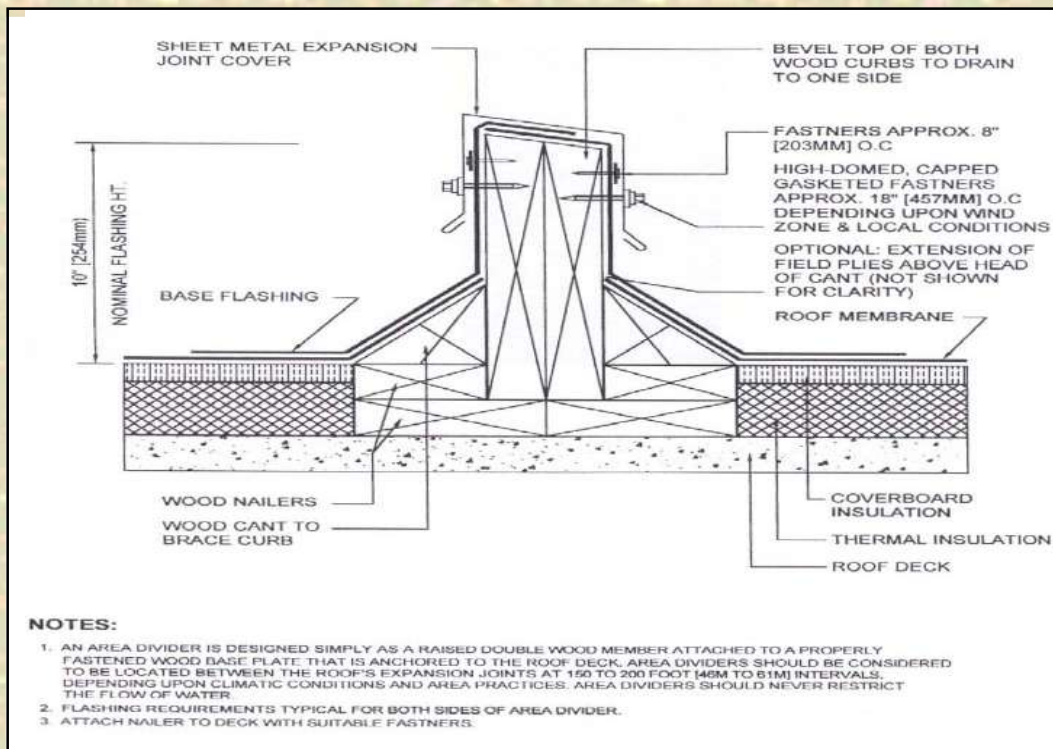 SHEET METAL EXPANSION
JOINT COVER
BEVEL TOP OF BOTH
WOOD CURBS TO DRAIN
TO ONE SIDE
FASTNERS APPROX. 8"
[203MM] O.C
HIGH-DOMED, CAPPED
GASKETED FASTNERS
APPROX. 18" [457MM] O.C
DEPENDING UPON WIND
ZONE & LOCAL CONDITIONS
OPTIONAL: EXTENSION OF
FIELD PLIES ABOVE HEAD
OF CANT (NOT SHOWN
FOR CLARITY)
ROOF MEMBRANE
10" [254mm]
NOMINAL FLASHING HT.
BASE FLASHING
WOOD NAILERS
WOOD CANT TO
BRACE CURB
COVERBOARD
INSULATION
THERMAL INSULATION
ROOF DECK
NOTES:
1. AN AREA DIVIDER IS DESIGNED SIMPLY AS A RAISED DOUBLE WOOD MEMBER ATTACHED TO A PROPERLY
FASTENED WOOD BASE PLATE THAT IS ANCHORED TO THE ROOF DECK. AREA DIVIDERS SHOULD BE CONSIDERED
TO BE LOCATED BETWEEN THE ROOF'S EXPANSION JOINTS AT 150 TO 200 FOOT [46M TO 61M] INTERVALS,
DEPENDING UPON CLIMATIC CONDITIONS AND AREA PRACTICES. AREA DIVIDERS SHOULD NEVER RESTRICT
THE FLOW OF WATER.
2. FLASHING REQUIREMENTS TYPICAL FOR BOTH SIDES OF AREA DIVIDER.
3. ATTACH NAILER TO DECK WITH SUITABLE FASTNERS.